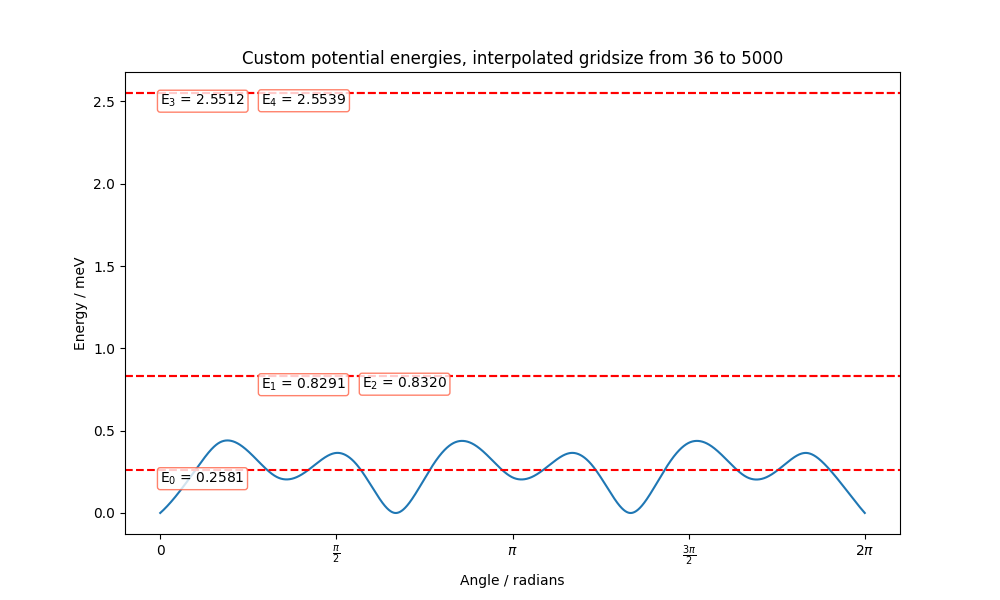 Custom potential energies, interpolated gridsize from 36 to 5000
2.5
E₃ = 2.5512
E₄ = 2.5539
2.0
1.5
Energy / meV
1.0
E₁ = 0.8291
E₂ = 0.8320
0.5
E₀ = 0.2581
0.0
0
π/2
π
3π/2
2π
Angle / radians